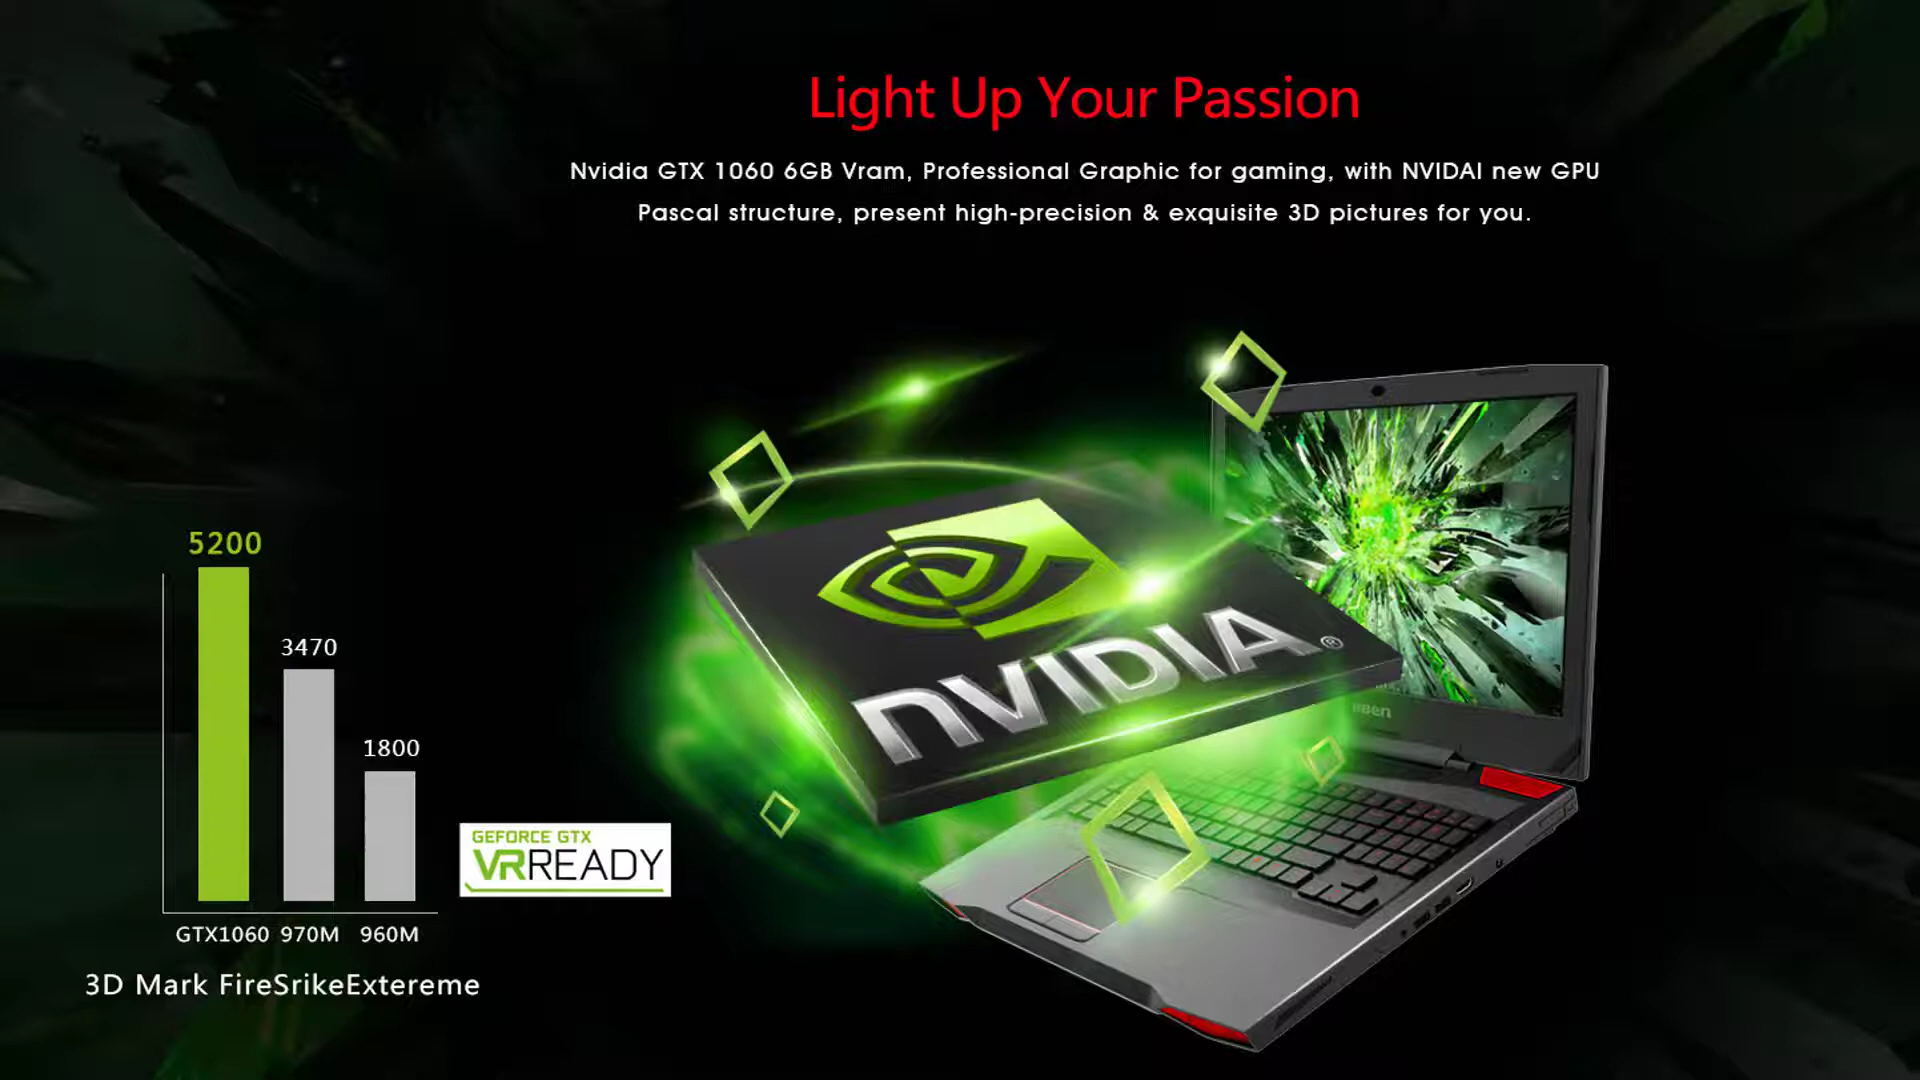 Light Up Your Passion
Nvidia GTX 1060 6GB Vram, Professional Graphic for gaming, with NVIDAI new GPU
Pascal structure, present high-precision & exquisite 3D pictures for you.
5200
3470
1800
GTX1060 970M 960M
3D Mark FireSrikeExtereme
GEFORCE GTX
VRREADY
NVIDIA®